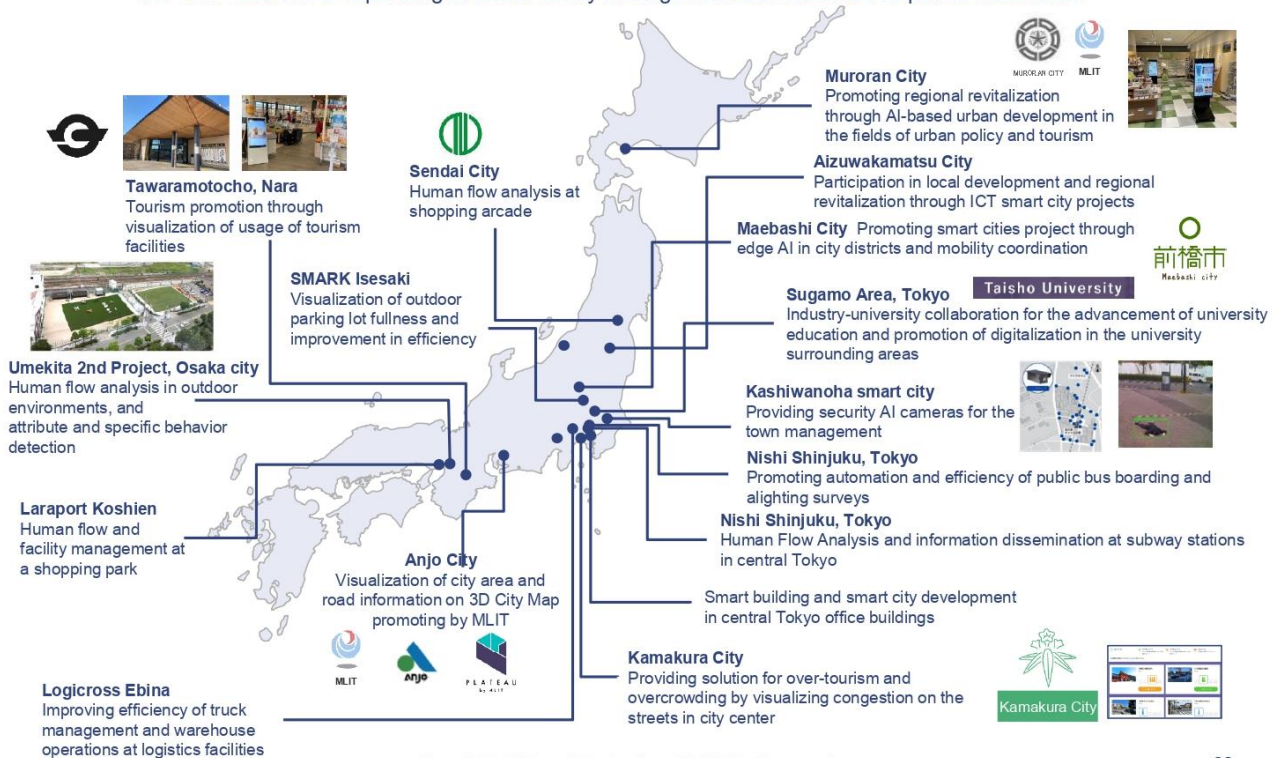 MURORAN CITY
MLIT
Muroran City
Promoting regional revitalization
through AI-based urban development in
the fields of urban policy and tourism
Tawaramotocho, Nara
Tourism promotion through
visualization of usage of tourism
facilities
Sendai City
Human flow analysis at
shopping arcade
Aizuwakamatsu City
Participation in local development and regional
revitalization through ICT smart city projects
Maebashi City Promoting smart cities project through
edge AI in city districts and mobility coordination
前橋市
Maebashi city
SMARK Isesaki
Visualization of outdoor
parking lot fullness and
improvement in efficiency
Taisho University
Sugamo Area, Tokyo
Industry-university collaboration for the advancement of university
education and promotion of digitalization in the university
surrounding areas
Umekita 2nd Project, Osaka city
Human flow analysis in outdoor
environments, and
attribute and specific behavior
detection
Kashiwanoha smart city
Providing security AI cameras for the
town management
Nishi Shinjuku, Tokyo
Promoting automation and efficiency of public bus boarding and
alighting surveys
Laraport Koshien
Human flow and
facility management at
a shopping park
Nishi Shinjuku, Tokyo
Human Flow Analysis and information dissemination at subway stations
in central Tokyo
Anjo City
Visualization of city area and
road information on 3D City Map
promoting by MLIT
MLIT
ANJO
PLATEAU
by MLIT
Smart building and smart city development
in central Tokyo office buildings
Kamakura City
Providing solution for over-tourism and
overcrowding by visualizing congestion on the
streets in city center
Kamakura City
Logicross Ebina
Improving efficiency of truck
management and warehouse
operations at logistics facilities